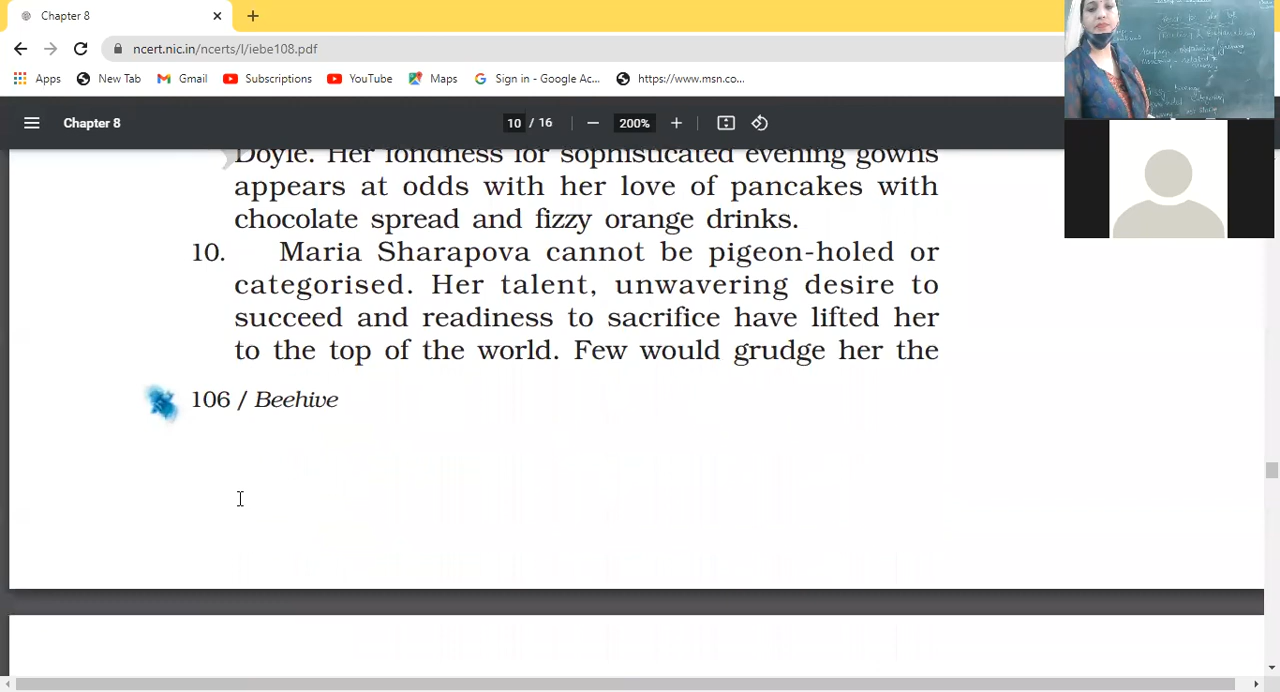 Chapter 8
ncert.nic.in/ncerts/l/iebe108.pdf
Apps New Tab Gmail Subscriptions YouTube Maps Sign in - Google Ac... https://www.msn.co...
Chapter 8 10 / 16 200%
Doyle. Her fondness for sophisticated evening gowns
appears at odds with her love of pancakes with
chocolate spread and fizzy orange drinks.
10. Maria Sharapova cannot be pigeon-holed or
categorised. Her talent, unwavering desire to
succeed and readiness to sacrifice have lifted her
to the top of the world. Few would grudge her the
106 / Beehive